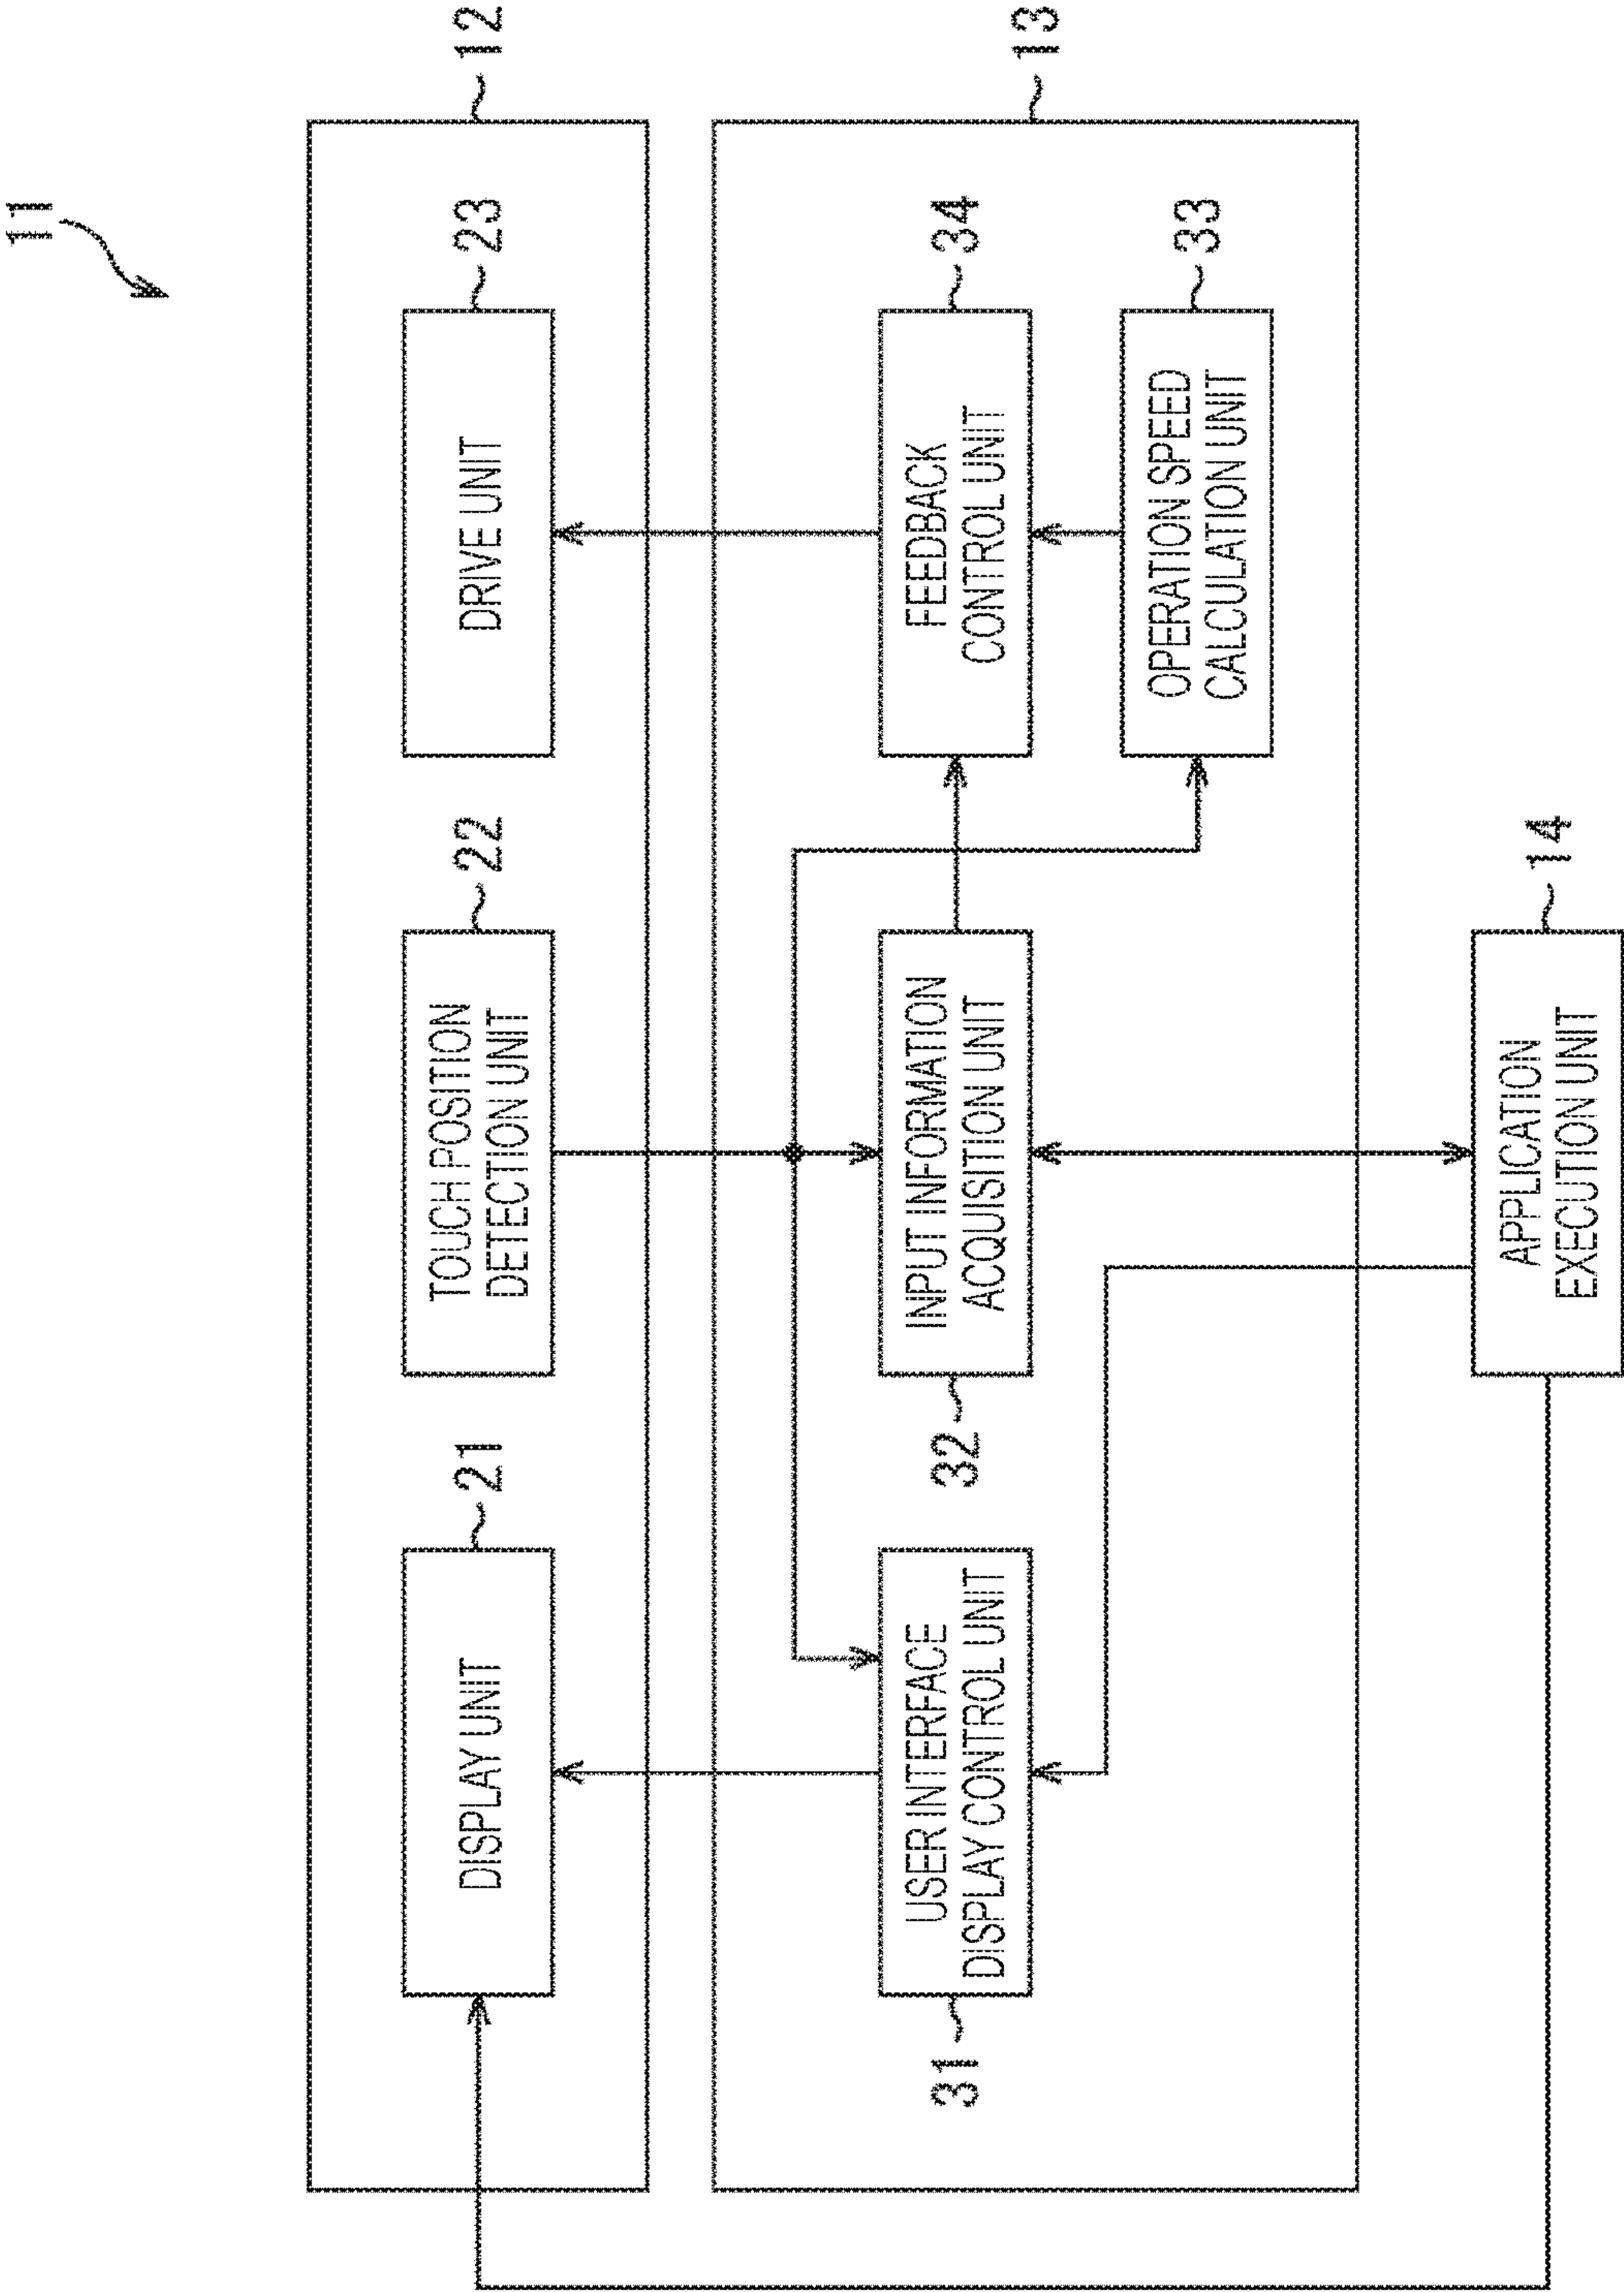 11
12
21
22
23
DISPLAY UNIT
TOUCH POSITION
DETECTION UNIT
DRIVE UNIT
13
31
32
34
USER INTERFACE
DISPLAY CONTROL UNIT
INPUT INFORMATION
ACQUISITION UNIT
FEEDBACK
CONTROL UNIT
33
OPERATION SPEED
CALCULATION UNIT
14
APPLICATION
EXECUTION UNIT